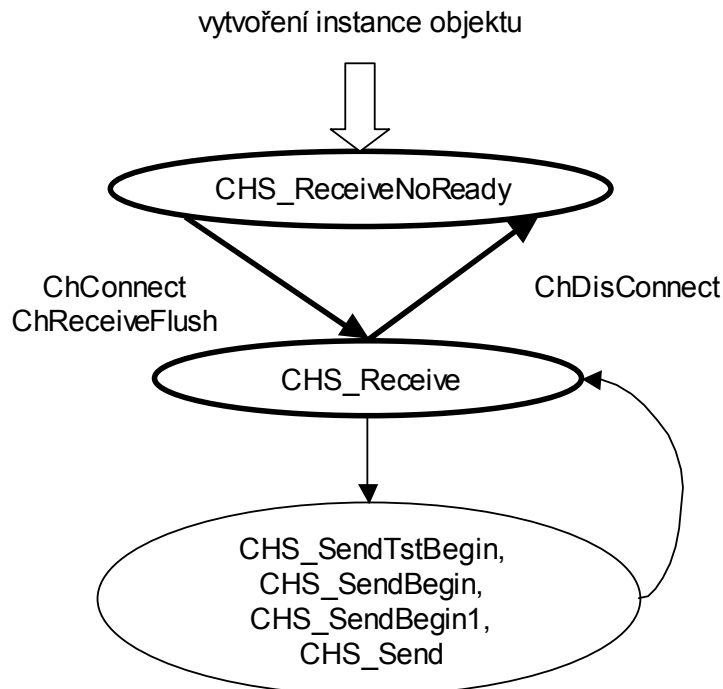 vytvoření instance objektu
CHS_ReceiveNoReady
ChConnect
ChReceiveFlush
ChDisConnect
CHS_Receive
CHS_SendTstBegin,
CHS_SendBegin,
CHS_SendBegin1,
CHS_Send